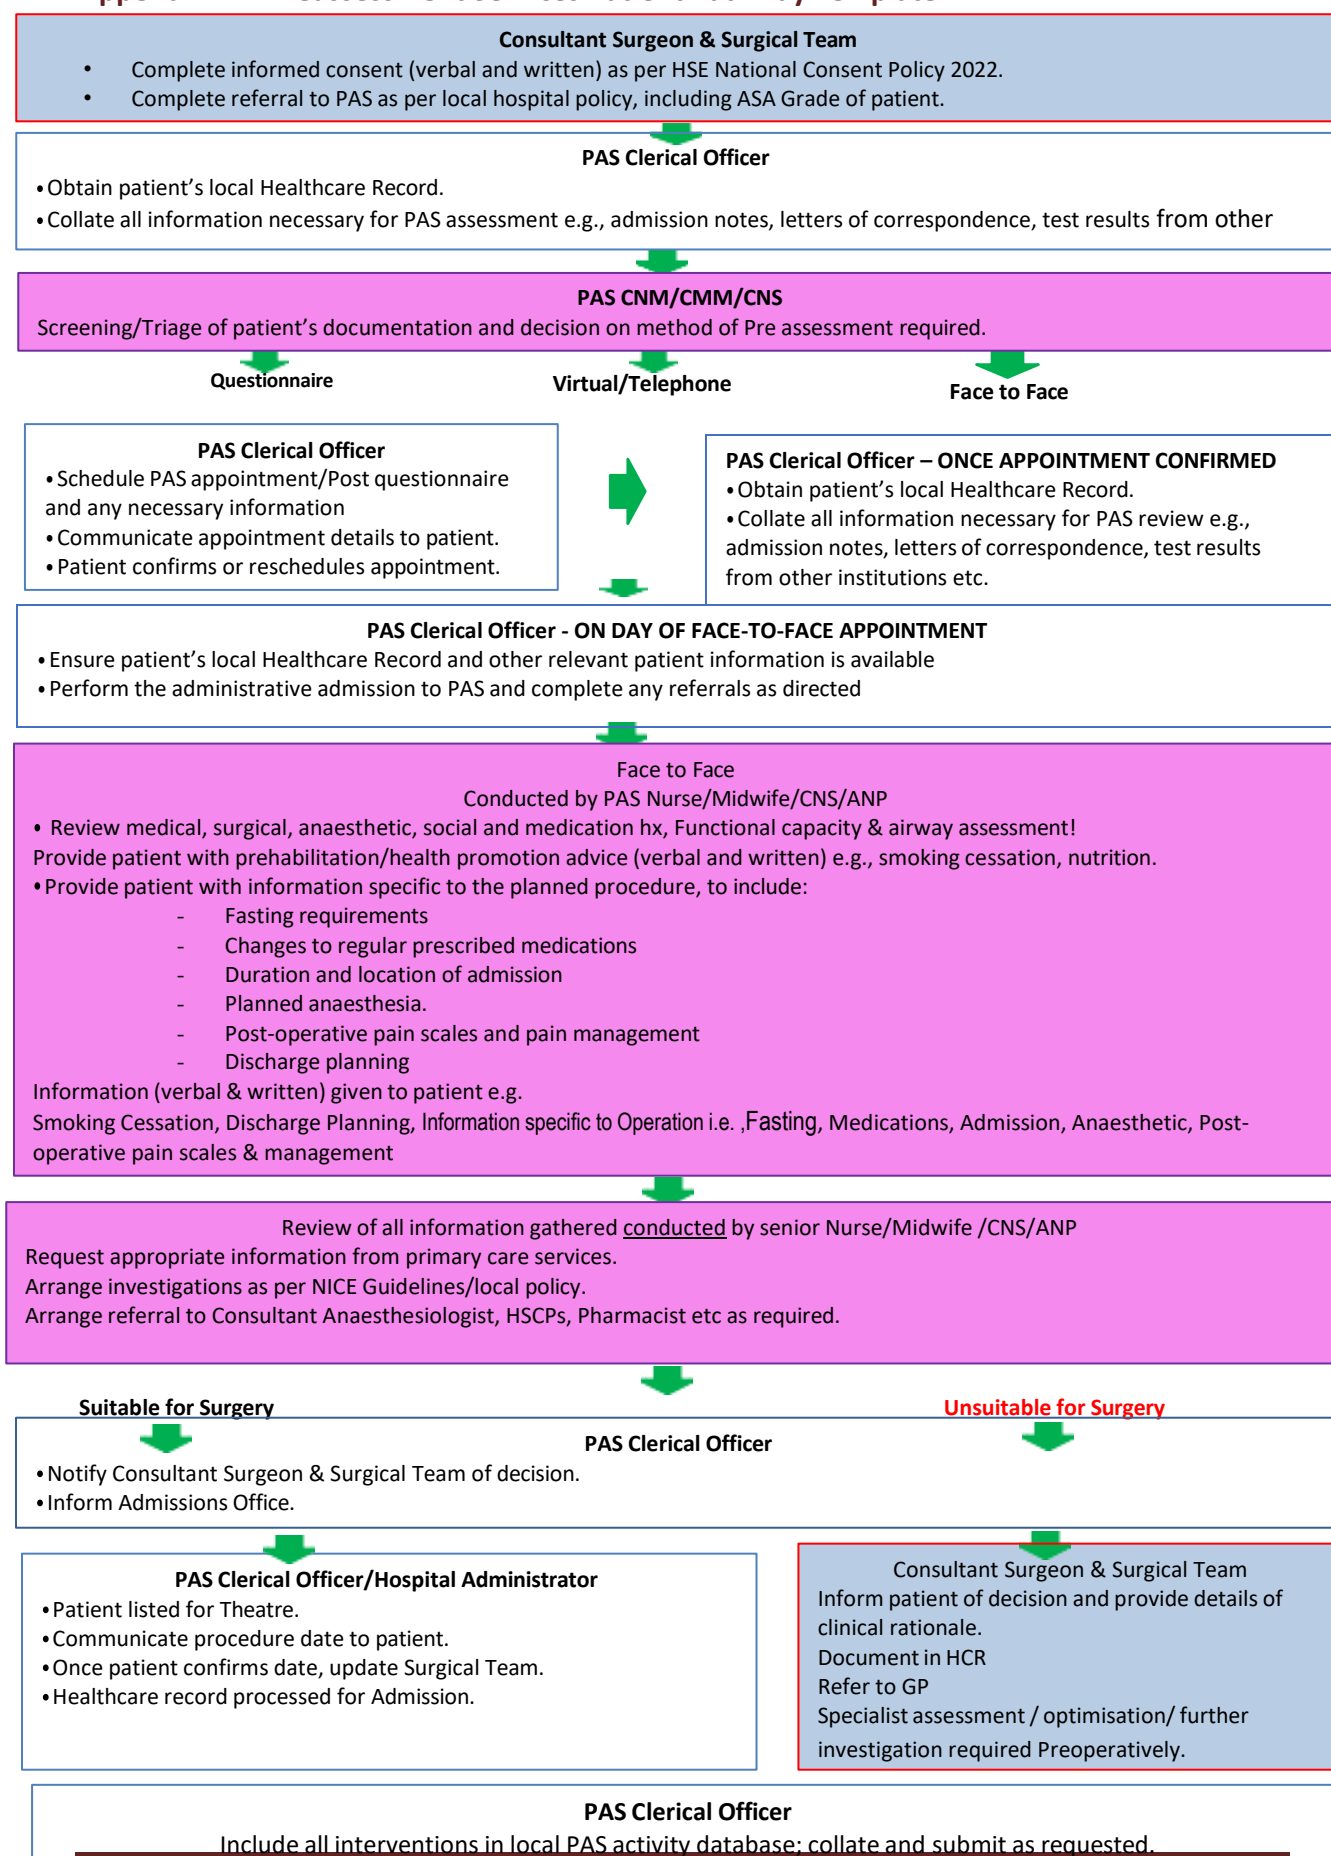 Consultant Surgeon & Surgical Team
• Complete informed consent (verbal and written) as per HSE National Consent Policy 2022.
• Complete referral to PAS as per local hospital policy, including ASA Grade of patient.
PAS Clerical Officer
• Obtain patient's local Healthcare Record.
• Collate all information necessary for PAS assessment e.g., admission notes, letters of correspondence, test results from other
PAS CNM/CMM/CNS
Screening/Triage of patient's documentation and decision on method of Pre assessment required.
Questionnaire
Virtual/Telephone
Face to Face
PAS Clerical Officer
• Schedule PAS appointment/Post questionnaire
and any necessary information
• Communicate appointment details to patient.
• Patient confirms or reschedules appointment.
PAS Clerical Officer – ONCE APPOINTMENT CONFIRMED
• Obtain patient's local Healthcare Record.
• Collate all information necessary for PAS review e.g.,
admission notes, letters of correspondence, test results
from other institutions etc.
PAS Clerical Officer - ON DAY OF FACE-TO-FACE APPOINTMENT
• Ensure patient's local Healthcare Record and other relevant patient information is available
• Perform the administrative admission to PAS and complete any referrals as directed
Face to Face
Conducted by PAS Nurse/Midwife/CNS/ANP
• Review medical, surgical, anaesthetic, social and medication hx, Functional capacity & airway assessment!
Provide patient with prehabilitation/health promotion advice (verbal and written) e.g., smoking cessation, nutrition.
• Provide patient with information specific to the planned procedure, to include:
- Fasting requirements
- Changes to regular prescribed medications
- Duration and location of admission
- Planned anaesthesia.
- Post-operative pain scales and pain management
- Discharge planning
Information (verbal & written) given to patient e.g.
Smoking Cessation, Discharge Planning, Information specific to Operation i.e. ,Fasting, Medications, Admission, Anaesthetic, Post-
operative pain scales & management
Review of all information gathered conducted by senior Nurse/Midwife /CNS/ANP
Request appropriate information from primary care services.
Arrange investigations as per NICE Guidelines/local policy.
Arrange referral to Consultant Anaesthesiologist, HSCPs, Pharmacist etc as required.
Suitable for Surgery
Unsuitable for Surgery
PAS Clerical Officer
• Notify Consultant Surgeon & Surgical Team of decision.
• Inform Admissions Office.
PAS Clerical Officer/Hospital Administrator
• Patient listed for Theatre.
• Communicate procedure date to patient.
• Once patient confirms date, update Surgical Team.
• Healthcare record processed for Admission.
Consultant Surgeon & Surgical Team
Inform patient of decision and provide details of
clinical rationale.
Document in HCR
Refer to GP
Specialist assessment / optimisation/ further
investigation required Preoperatively.
PAS Clerical Officer
Include all interventions in local PAS activity database; collate and submit as requested.